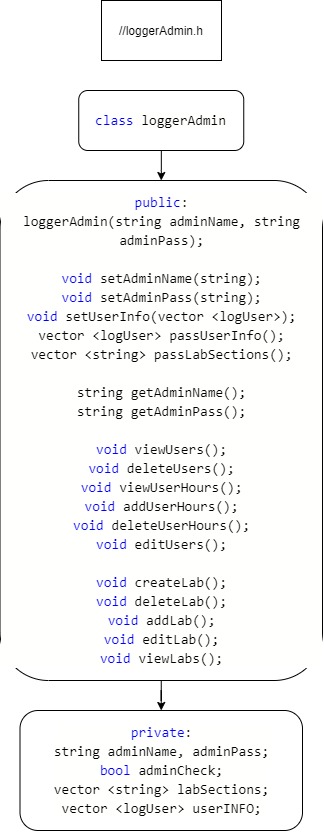 //loggerAdmin.h
class loggerAdmin
public:
loggerAdmin(string adminName, string
adminPass);
void setAdminName(string);
void setAdminPass(string);
void setUserInfo(vector <logUser>);
vector <logUser> passUserInfo();
vector <string> passLabSections();
string getAdminName();
string getAdminPass();
void viewUsers();
void deleteUsers();
void viewUserHours();
void addUserHours();
void deleteUserHours();
void editUsers();
void createLab();
void deleteLab();
void addLab();
void editLab();
void viewLabs();
private:
string adminName, adminPass;
bool adminCheck;
vector <string> labSections;
vector <logUser> userINFO;